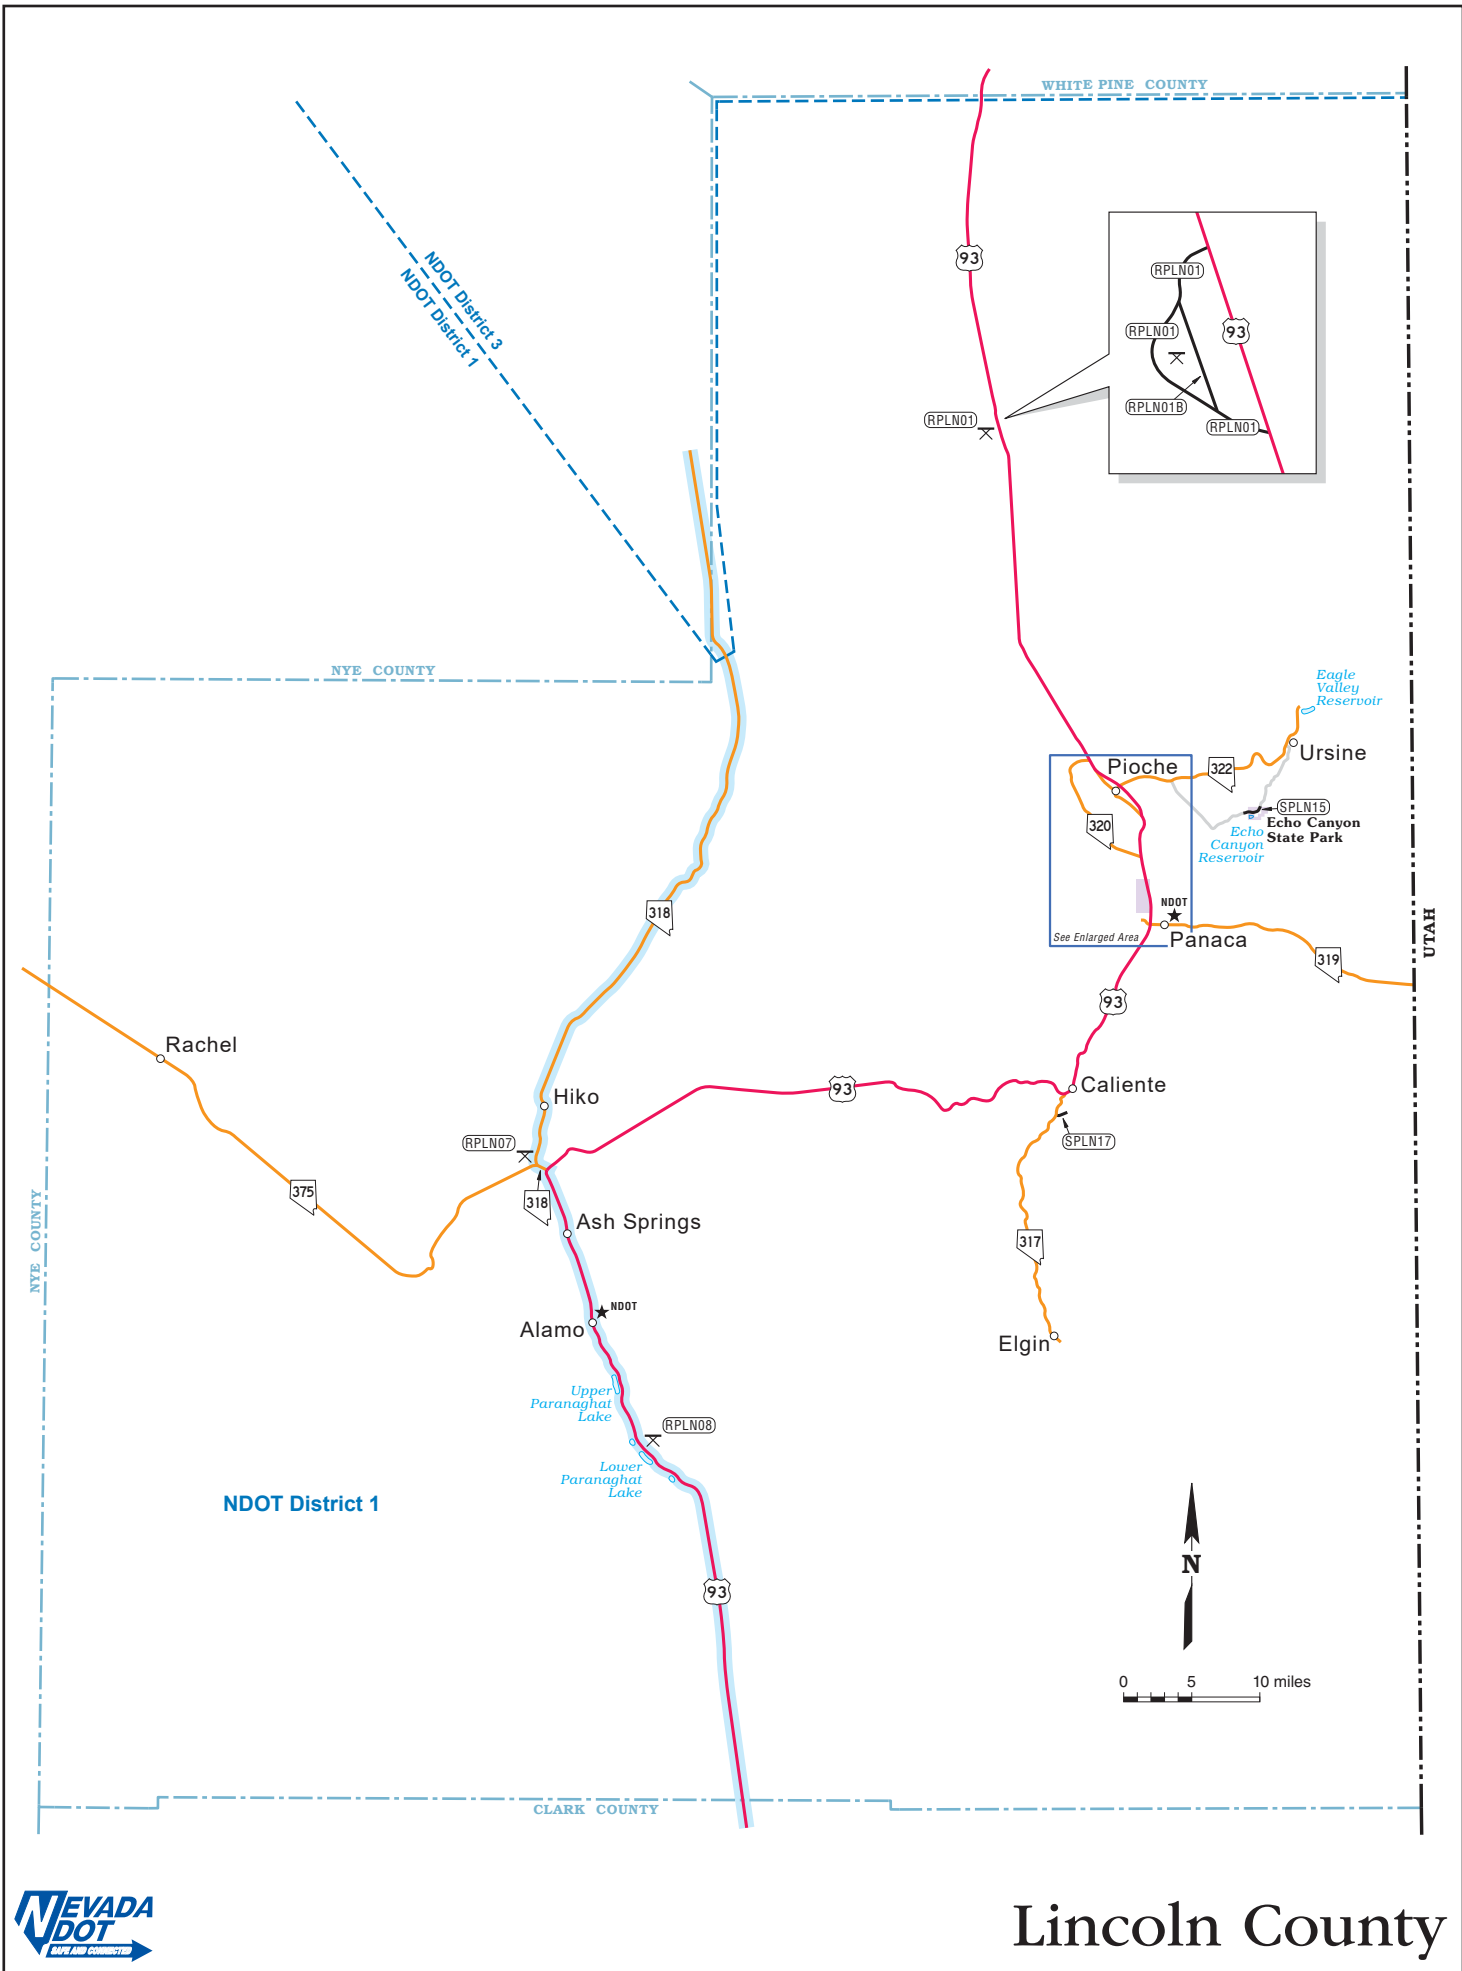 WHITE PINE COUNTY
NDOT District 3
NDOT District 1
93
RPLN01
RPLN01
93
RPLN01B
RPLN01
RPLN01
NYE COUNTY
Eagle
Valley
Reservoir
Ursine
Pioche
322
SPLN15
Echo Canyon
State Park
Echo
Canyon
Reservoir
320
NDOT
See Enlarged Area
Panaca
318
319
UTAH
93
Rachel
Hiko
93
Caliente
RPLN07
SPLN17
375
318
Ash Springs
317
NYE COUNTY
NDOT
Alamo
Elgin
Upper
Paranaghat
Lake
RPLN08
Lower
Paranaghat
Lake
NDOT District 1
N
93
0 5 10 miles
CLARK COUNTY
NEVADA
DOT
SAFE AND CONNECTED
Lincoln County